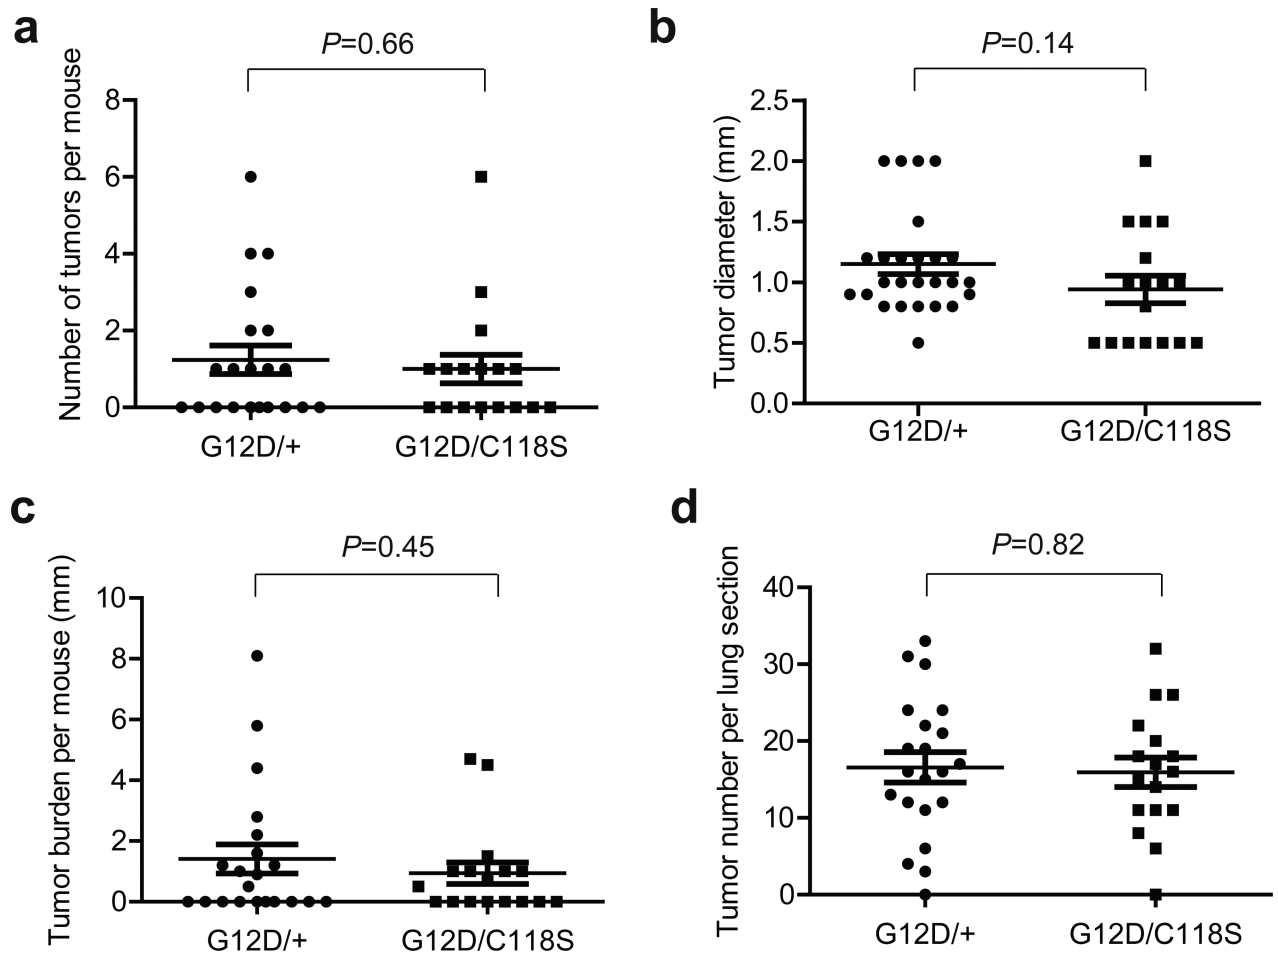 a
P=0.66
Number of tumors per mouse
8
6
4
2
0
G12D/+
G12D/C118S
b
P=0.14
Tumor diameter (mm)
2.5
2.0
1.5
1.0
0.5
0.0
G12D/+
G12D/C118S
c
P=0.45
Tumor burden per mouse (mm)
10
8
6
4
2
0
G12D/+
G12D/C118S
d
P=0.82
Tumor number per lung section
40
30
20
10
0
G12D/+
G12D/C118S